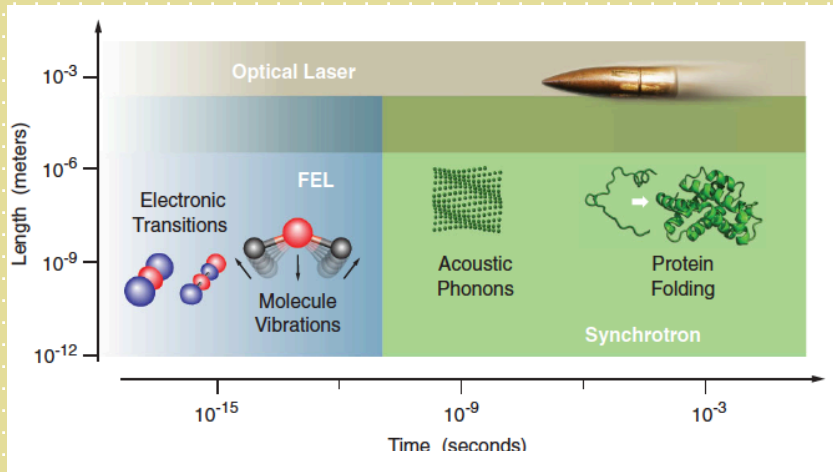 10-3
Optical Laser
Length (meters)
10-6
FEL
Electronic
Transitions
10-9
Molecule
Vibrations
Acoustic
Phonons
Protein
Folding
Synchrotron
10-12
10-15
10-9
10-3
Time (seconds)